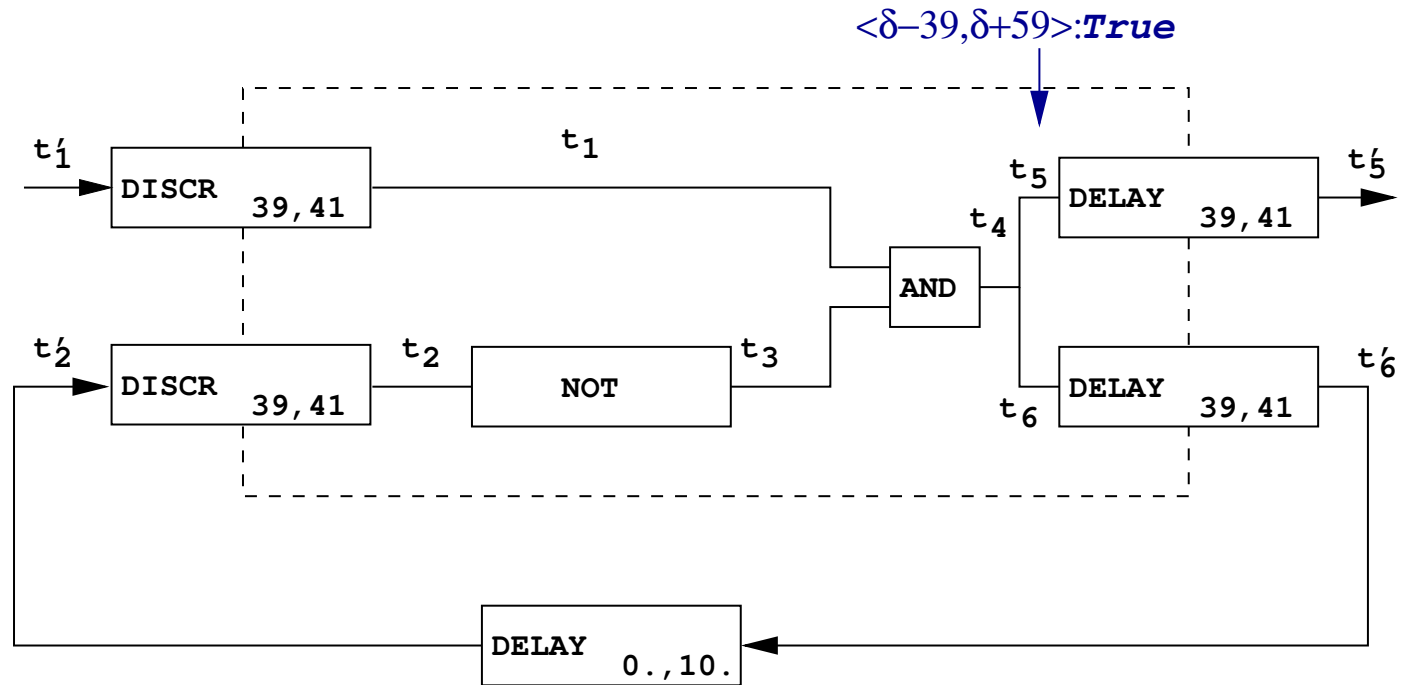 <δ−39,δ+59>:True
t′1
DISCR
39,41
t1
t5
DELAY
39,41
t′5
t4
AND
t′2
DISCR
39,41
t2
NOT
t3
t6
DELAY
39,41
t′6
DELAY
0.,10.